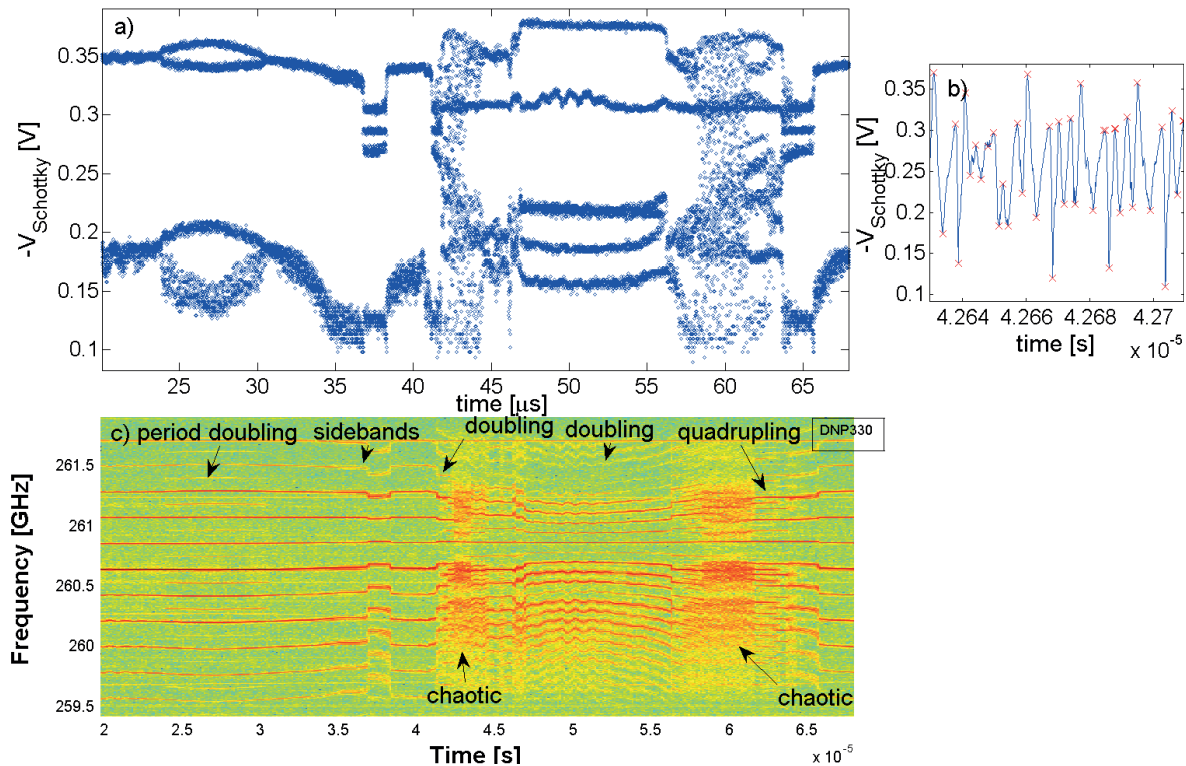 a)
0.35
0.3
0.25
0.2
0.15
0.1
-V_Schottky [V]
25 30 35 40 45 50 55 60 65
time [μs]
b)
0.35
0.3
0.25
0.2
0.15
0.1
-V_Schottky [V]
4.264 4.266 4.268 4.27
time [s]
x 10^-5
c) period doubling
sidebands
doubling
doubling
quadrupling
DNP330
chaotic
chaotic
261.5
261
260.5
260
259.5
Frequency [GHz]
2 2.5 3 3.5 4 4.5 5 5.5 6 6.5
Time [s]
x 10^-5